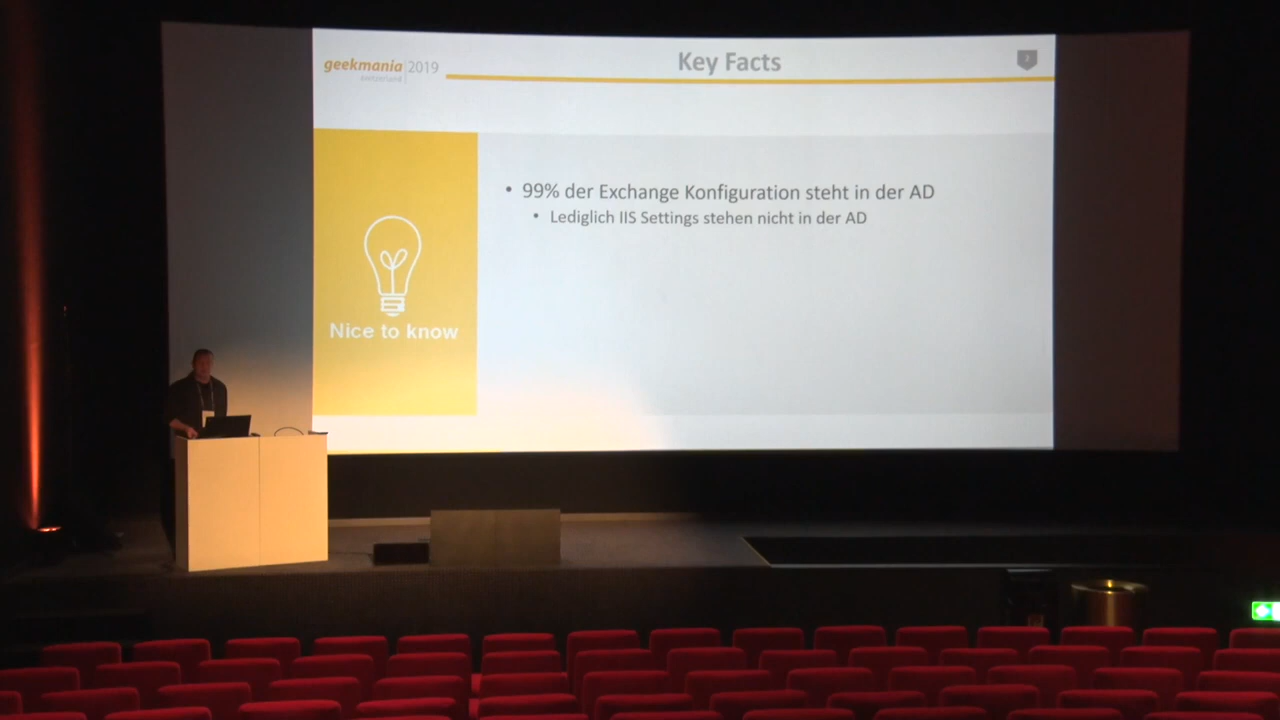 geekmania 2019
switzerland
Key Facts
7
• 99% der Exchange Konfiguration steht in der AD
• Lediglich IIS Settings stehen nicht in der AD
Nice to know